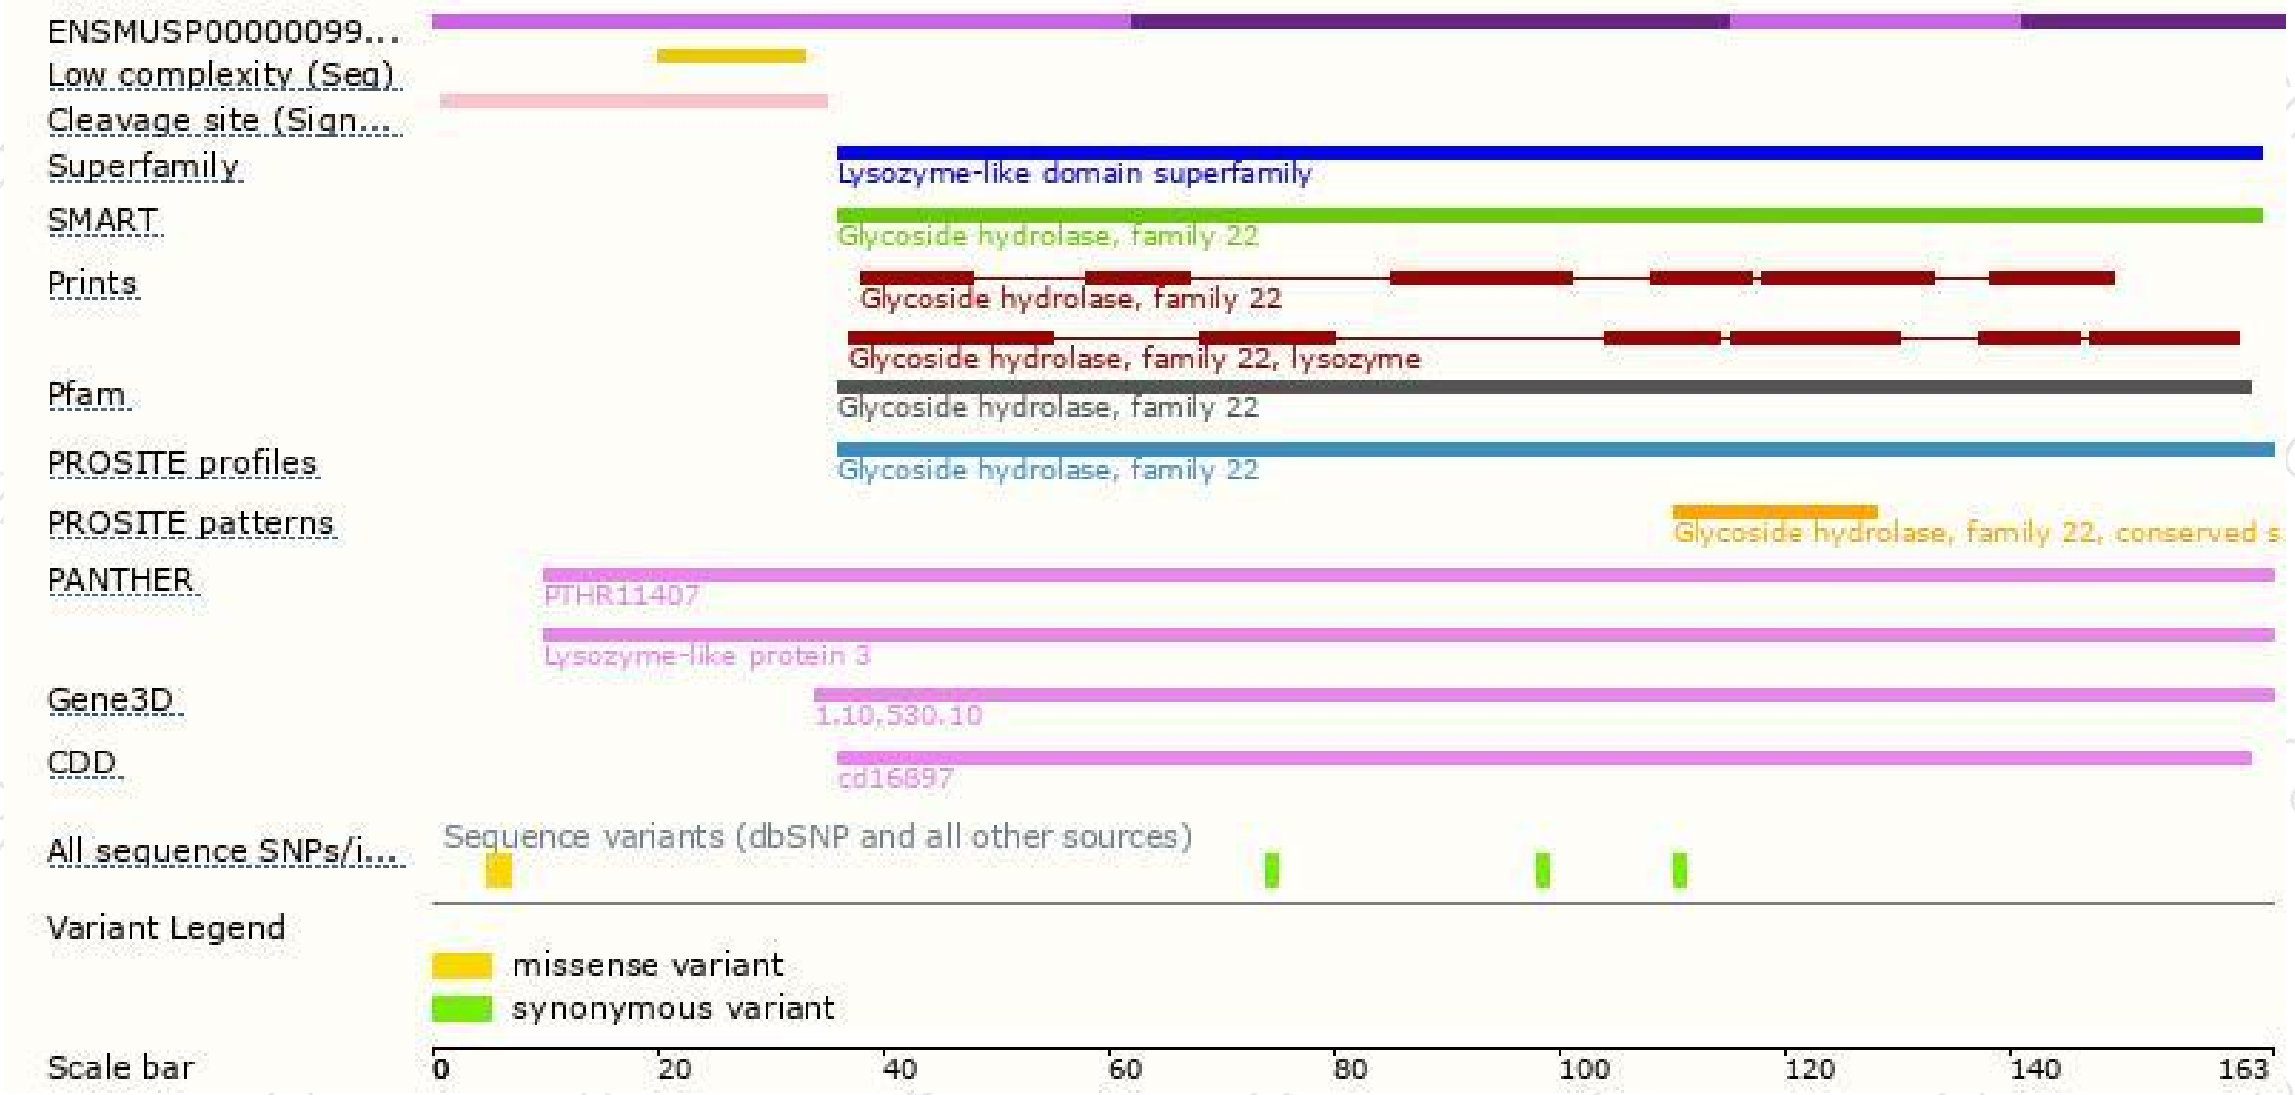 ENSMUSP00000099...
Low complexity (Seg)
Cleavage site (Sign...
Superfamily
Lysozyme-like domain superfamily
SMART
Glycoside hydrolase, family 22
Prints
Glycoside hydrolase, family 22
Glycoside hydrolase, family 22, lysozyme
Pfam
Glycoside hydrolase, family 22
PROSITE profiles
Glycoside hydrolase, family 22
PROSITE patterns
Glycoside hydrolase, family 22, conserved s
PANTHER
PTHR11407
Lysozyme-like protein 3
Gene3D
1.10.530.10
CDD
cd16897
Sequence variants (dbSNP and all other sources)
All sequence SNPs/i...
Variant Legend
missense variant
synonymous variant
Scale bar 0 20 40 60 80 100 120 140 163